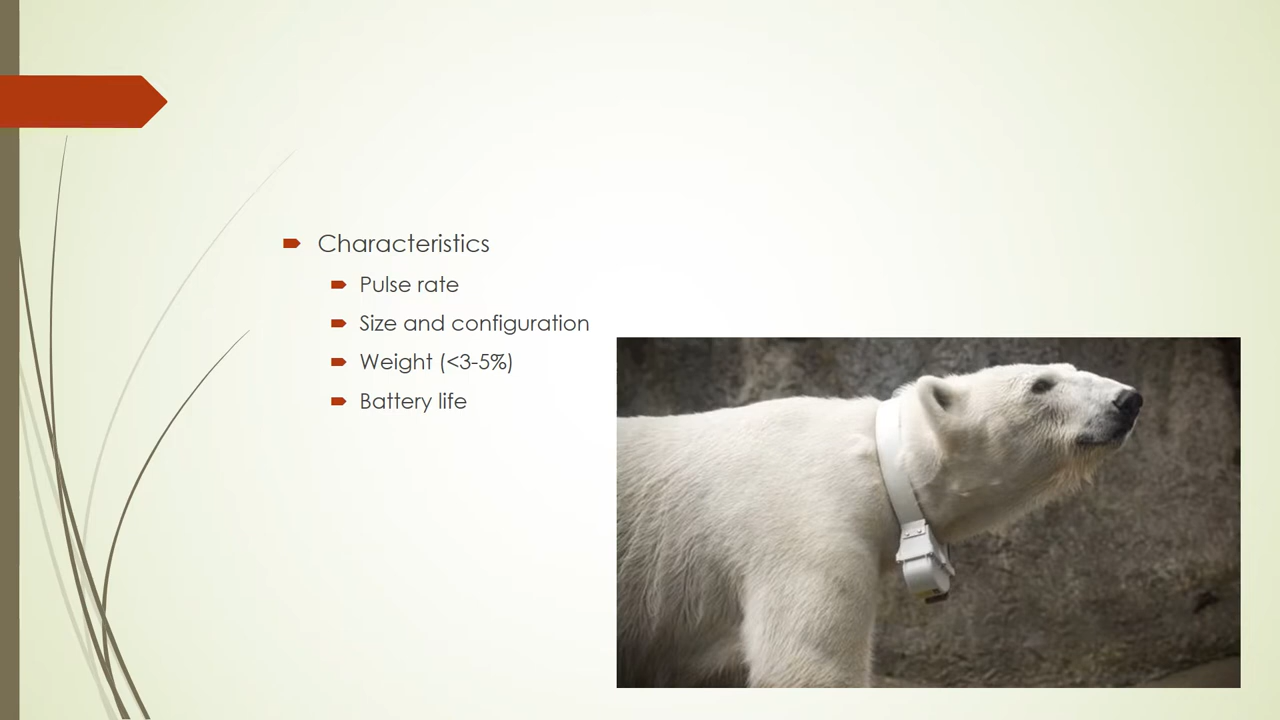 Characteristics
Pulse rate
Size and configuration
Weight (<3-5%)
Battery life